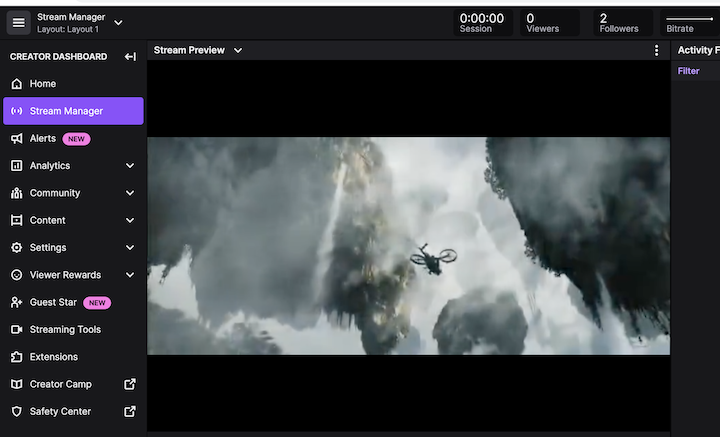 Stream Manager
Layout: Layout 1
0:00:00
Session
0
Viewers
2
Followers
Bitrate
CREATOR DASHBOARD
Stream Preview
Activity F
Filter
Home
Stream Manager
Alerts NEW
Analytics
Community
Content
Settings
Viewer Rewards
Guest Star NEW
Streaming Tools
Extensions
Creator Camp
Safety Center